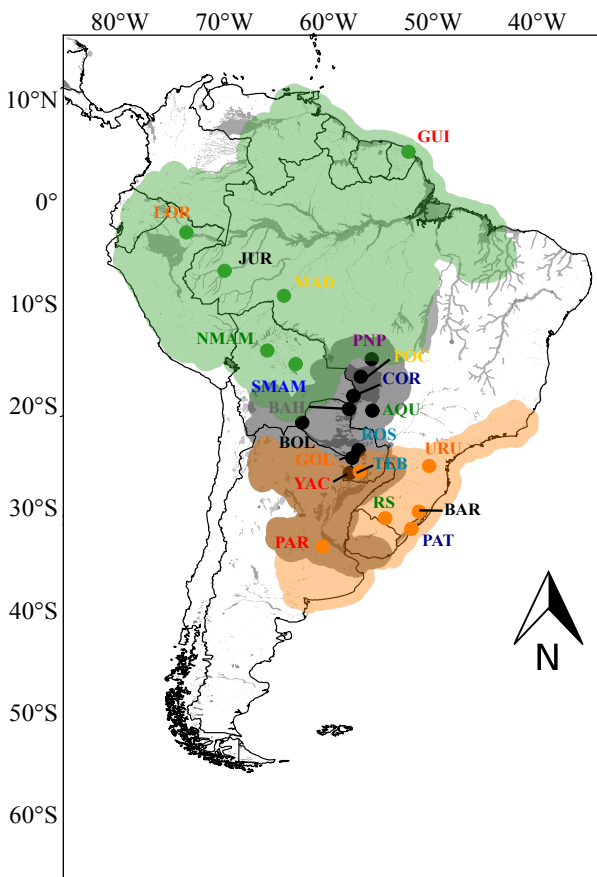 80°W 70°W 60°W 50°W 40°W
10°N
GUI
0°
LOR
JUR
MAD
10°S
NMAM
PNP
POC
SMAM
COR
BAH
AQU
20°S
BOL
ROS
GOL
URU
TEB
YAC
RS
30°S
BAR
PAR
PAT
40°S
N
50°S
60°S